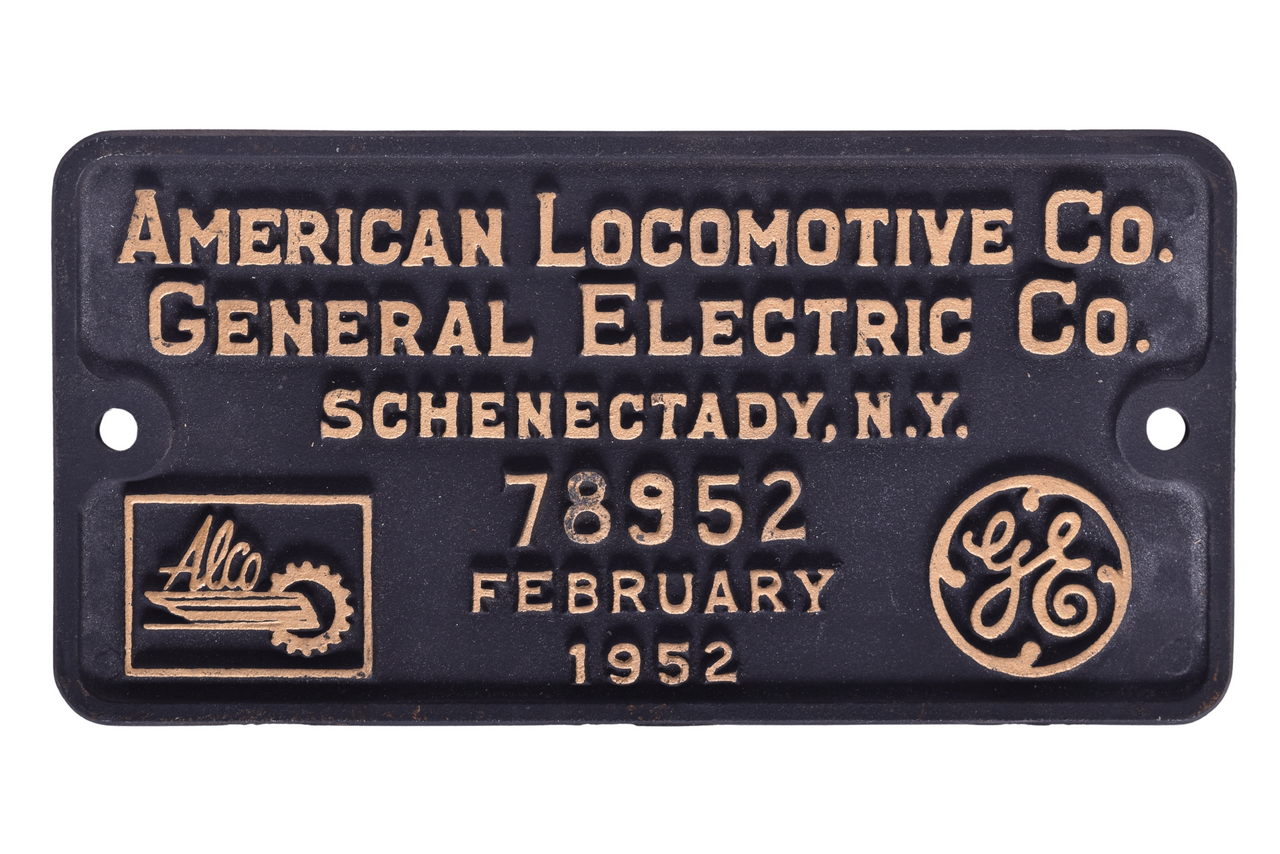 AMERICAN LOCOMOTIVE CO.
GENERAL ELECTRIC CO.
SCHENECTADY, N.Y.
78952
FEBRUARY
1952
Alco
GE